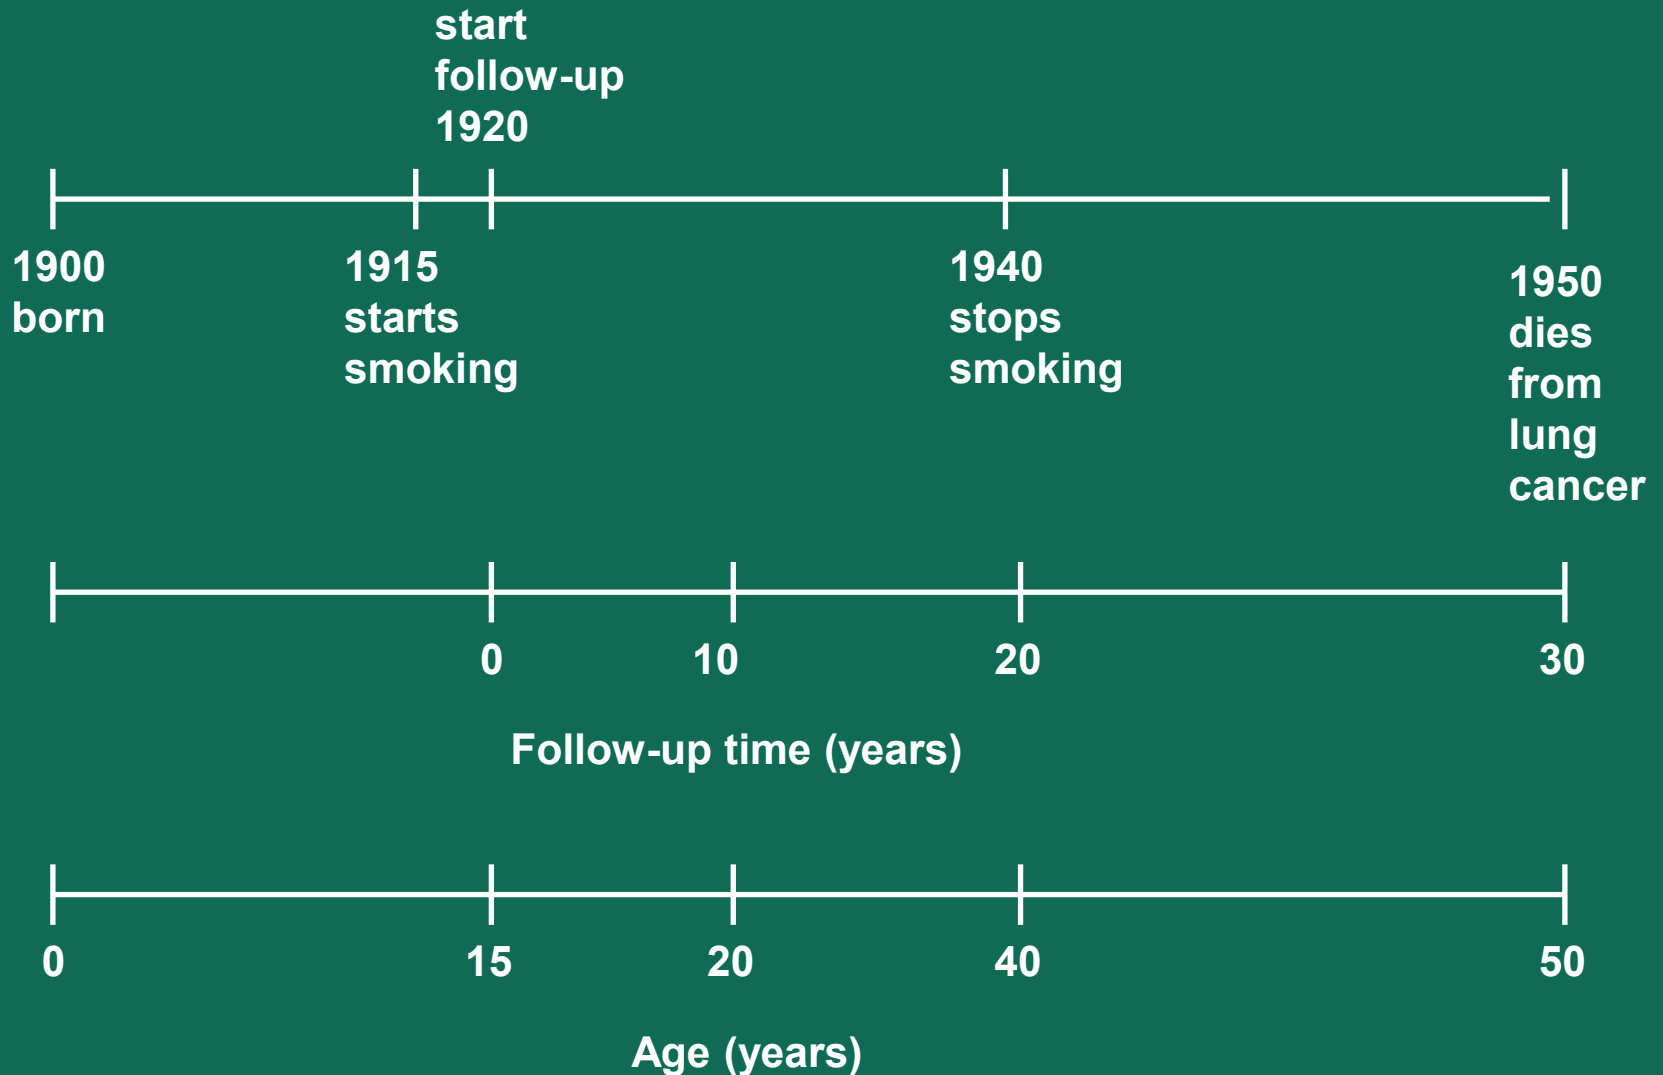 start
follow-up
1920
1900
born
1915
starts
smoking
1940
stops
smoking
1950
dies
from
lung
cancer
0 10 20 30
Follow-up time (years)
0 15 20 40 50
Age (years)